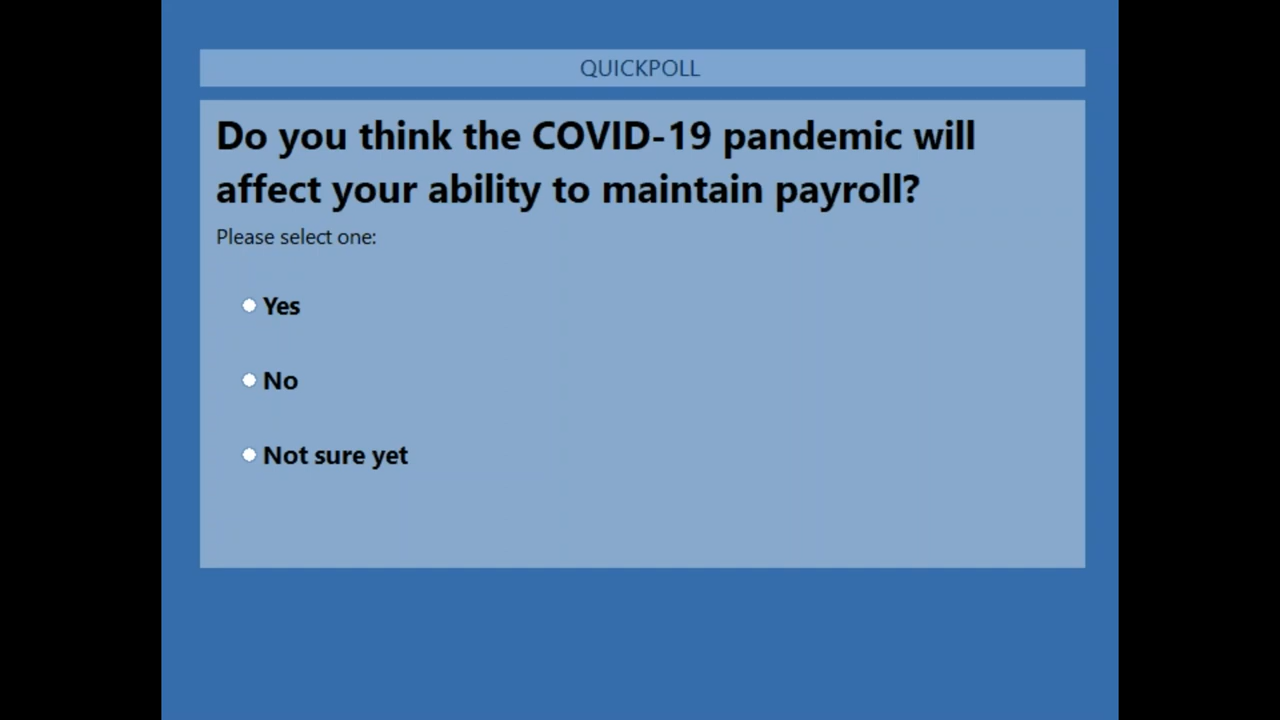 QUICKPOLL
Do you think the COVID-19 pandemic will
affect your ability to maintain payroll?
Please select one:
Yes
No
Not sure yet